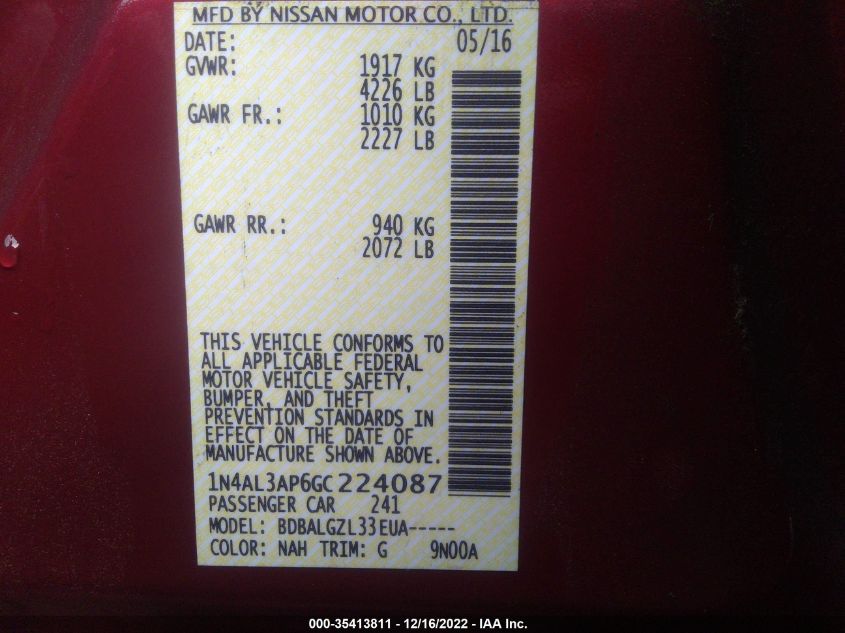 MFD BY NISSAN MOTOR CO., LTD.
DATE: 05/16
GVWR: 1917 KG
4226 LB
GAWR FR.: 1010 KG
2227 LB
GAWR RR.: 940 KG
2072 LB
THIS VEHICLE CONFORMS TO
ALL APPLICABLE FEDERAL
MOTOR VEHICLE SAFETY,
BUMPER, AND THEFT
PREVENTION STANDARDS IN
EFFECT ON THE DATE OF
MANUFACTURE SHOWN ABOVE.
1N4AL3AP6GC224087
PASSENGER CAR 241
MODEL: BDBALGZL33EUA-----
COLOR: NAH TRIM: G 9N00A
000-35413811 - 12/16/2022 - IAA Inc.